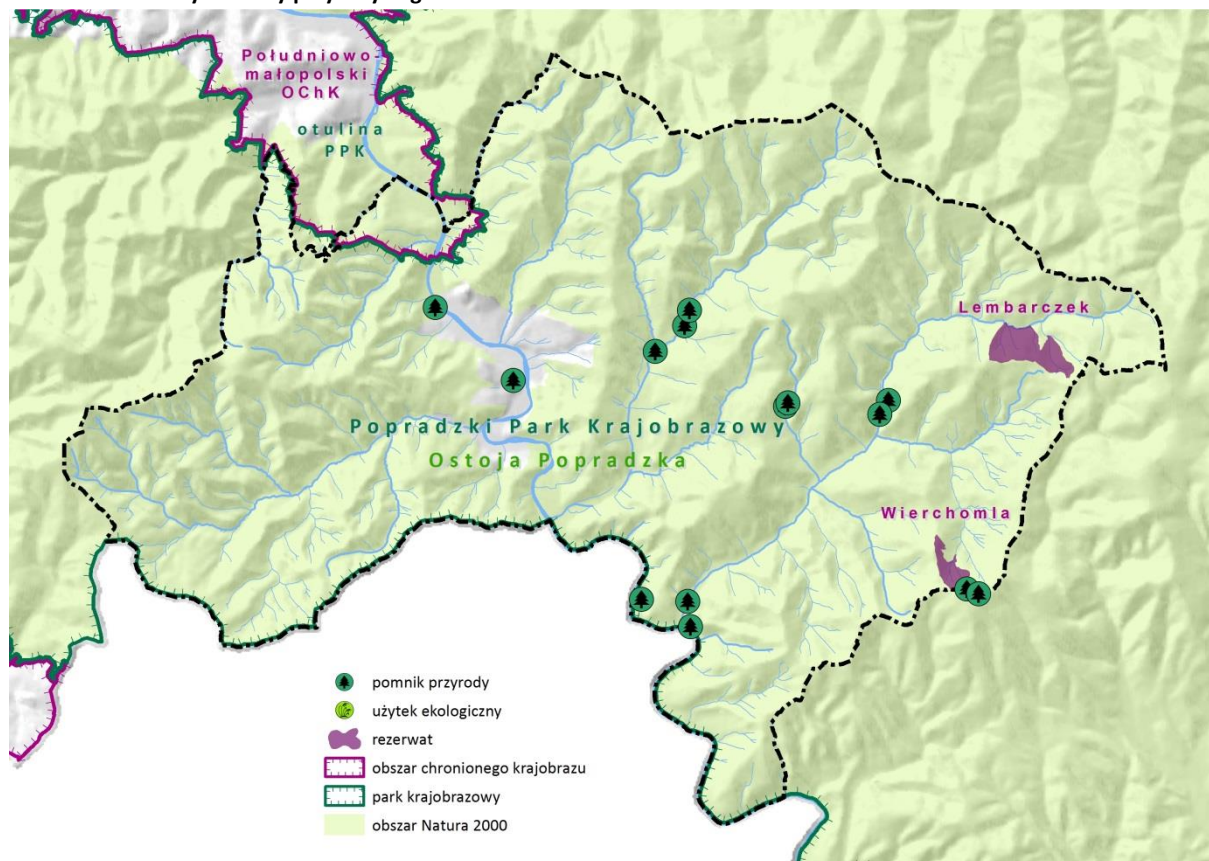 Południowo-
małopolski
OChK
otulina
PPK
Lembarczek
Popradzki Park Krajobrazowy
Ostoja Popradzka
Wierchomla
pomnik przyrody
użytek ekologiczny
rezerwat
obszar chronionego krajobrazu
park krajobrazowy
obszar Natura 2000